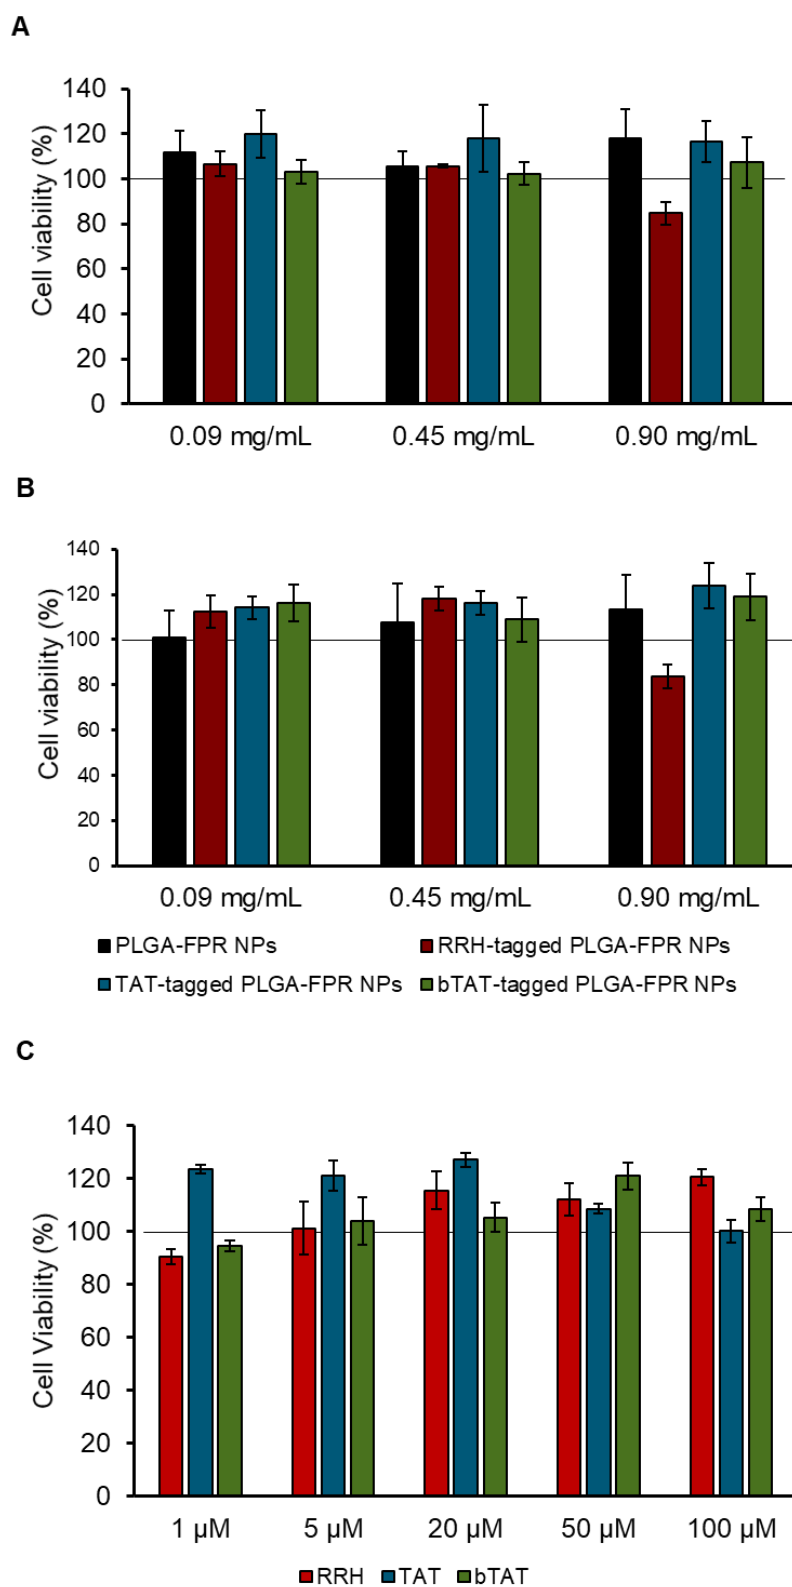 A
Cell viability (%)
140
120
100
80
60
40
20
0
0.09 mg/mL 0.45 mg/mL 0.90 mg/mL
B
Cell viability (%)
140
120
100
80
60
40
20
0
0.09 mg/mL 0.45 mg/mL 0.90 mg/mL
PLGA-FPR NPs RRH-tagged PLGA-FPR NPs
TAT-tagged PLGA-FPR NPs bTAT-tagged PLGA-FPR NPs
C
Cell Viability (%)
140
120
100
80
60
40
20
0
1 µM 5 µM 20 µM 50 µM 100 µM
RRH TAT bTAT